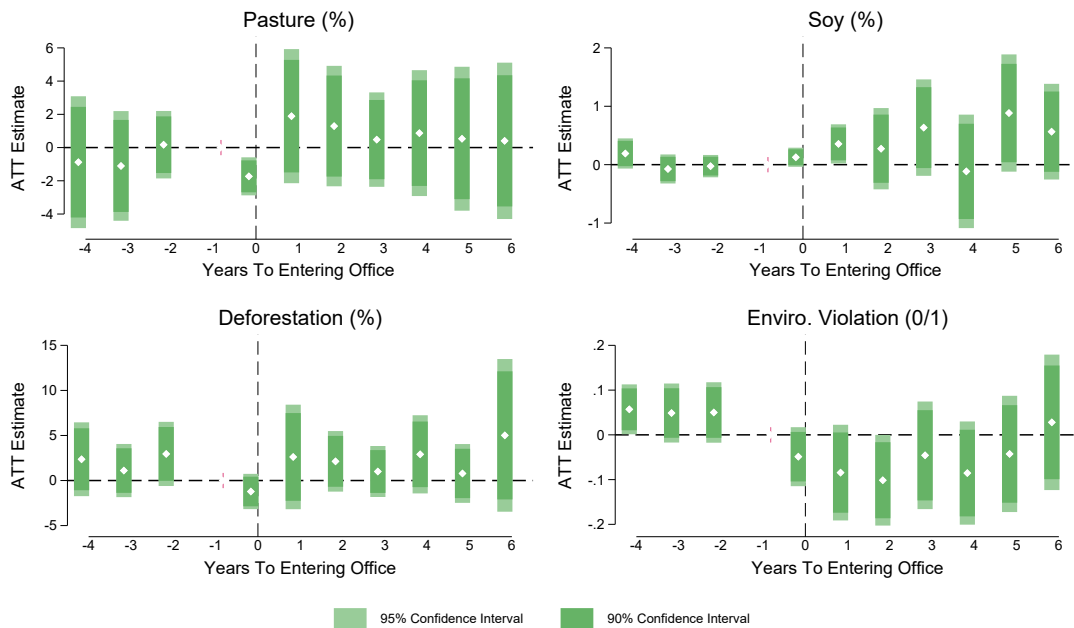 Pasture (%)
6
4
2
0
-2
-4
ATT Estimate
-4 -3 -2 -1 0 1 2 3 4 5 6
Years To Entering Office
Soy (%)
2
1
0
-1
ATT Estimate
-4 -3 -2 -1 0 1 2 3 4 5 6
Years To Entering Office
Deforestation (%)
15
10
5
0
-5
ATT Estimate
-4 -3 -2 -1 0 1 2 3 4 5 6
Years To Entering Office
Enviro. Violation (0/1)
.2
.1
0
-.1
-.2
ATT Estimate
-4 -3 -2 -1 0 1 2 3 4 5 6
Years To Entering Office
95% Confidence Interval 90% Confidence Interval